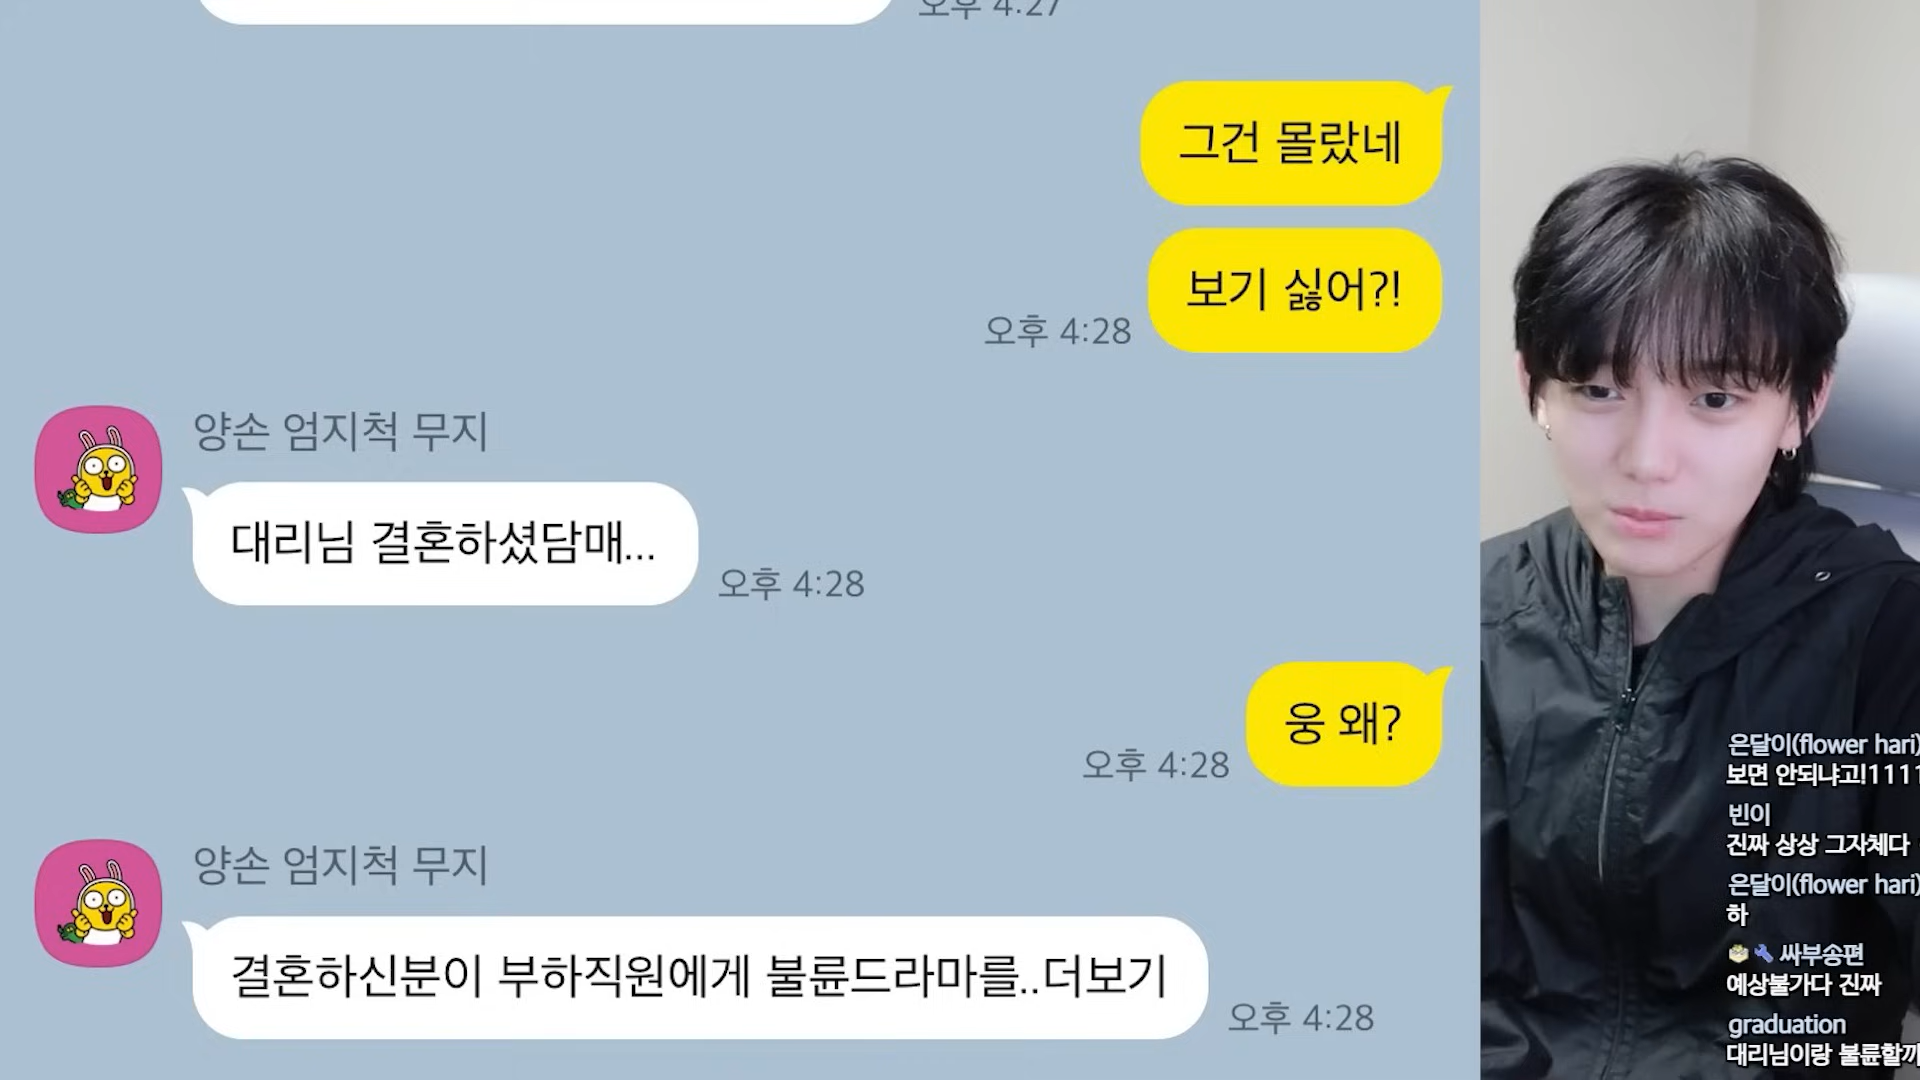 오후 4:27
그건 몰랐네
보기 싫어?!
오후 4:28
양손 엄지척 무지
대리님 결혼하셨담매...
오후 4:28
웅 왜?
오후 4:28
양손 엄지척 무지
결혼하신분이 부하직원에게 불륜드라마를..더보기
오후 4:28
은달이(flower hari)
보면 안되냐고!1111
빈이
진짜 상상 그자체다
은달이(flower hari)
하
싸부송편
예상불가다 진짜
graduation
대리님이랑 불륜할까